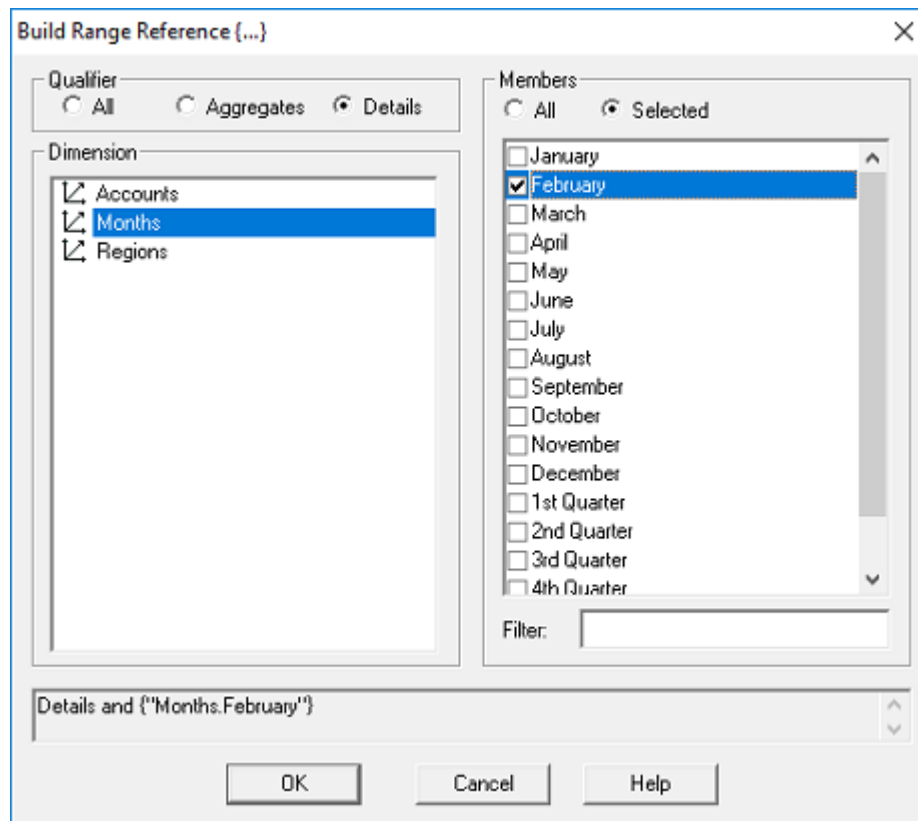 Build Range Reference {...}
Qualifier
All Aggregates Details
Dimension
Accounts
Months
Regions
Members
All Selected
January
February
March
April
May
June
July
August
September
October
November
December
1st Quarter
2nd Quarter
3rd Quarter
4th Quarter
Filter:
Details and {"Months.February"}
OK Cancel Help